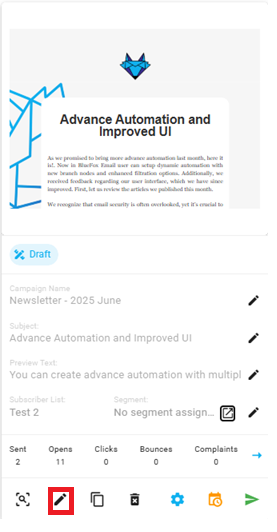 Advance Automation and
Improved UI
As we promised to bring more advance automation last month, here it
is!. Now in BlueFox Email user can setup dynamic automation with
new branch nodes and enhanced filtration options. Additionally, we
received feedback regarding our user interface, which we have since
improved. First, let us review the articles we published this month.
We recognize that email security is often overlooked, yet it's crucial to
Draft
Campaign Name
Newsletter - 2025 June
Subject:
Advance Automation and Improved UI
Preview Text:
You can create advance automation with multipl
Subscriber List:
Segment:
Test 2
No segment assign...
Sent
Opens
Clicks
Bounces
Complaints
2
11
0
0
0